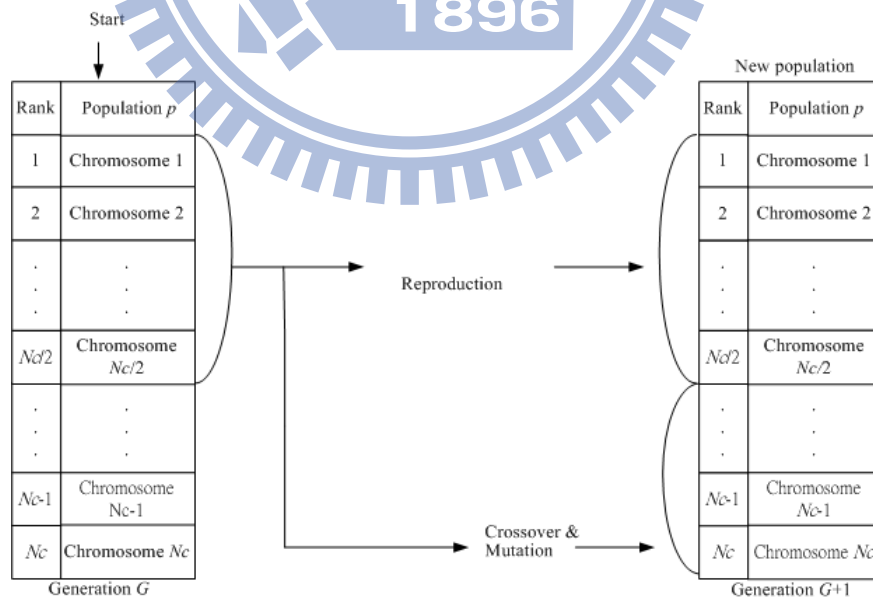 1896
Start
Rank
Population p
1
Chromosome 1
2
Chromosome 2
.
.
.
.
.
.
Nc/2
Chromosome
Nc/2
.
.
.
.
.
.
Nc-1
Chromosome
Nc-1
Nc
Chromosome Nc
Generation G
Reproduction
Crossover &
Mutation
New population
Rank
Population p
1
Chromosome 1
2
Chromosome 2
.
.
.
.
.
.
Nc/2
Chromosome
Nc/2
.
.
.
.
.
.
Nc-1
Chromosome
Nc-1
Nc
Chromosome Nc
Generation G+1